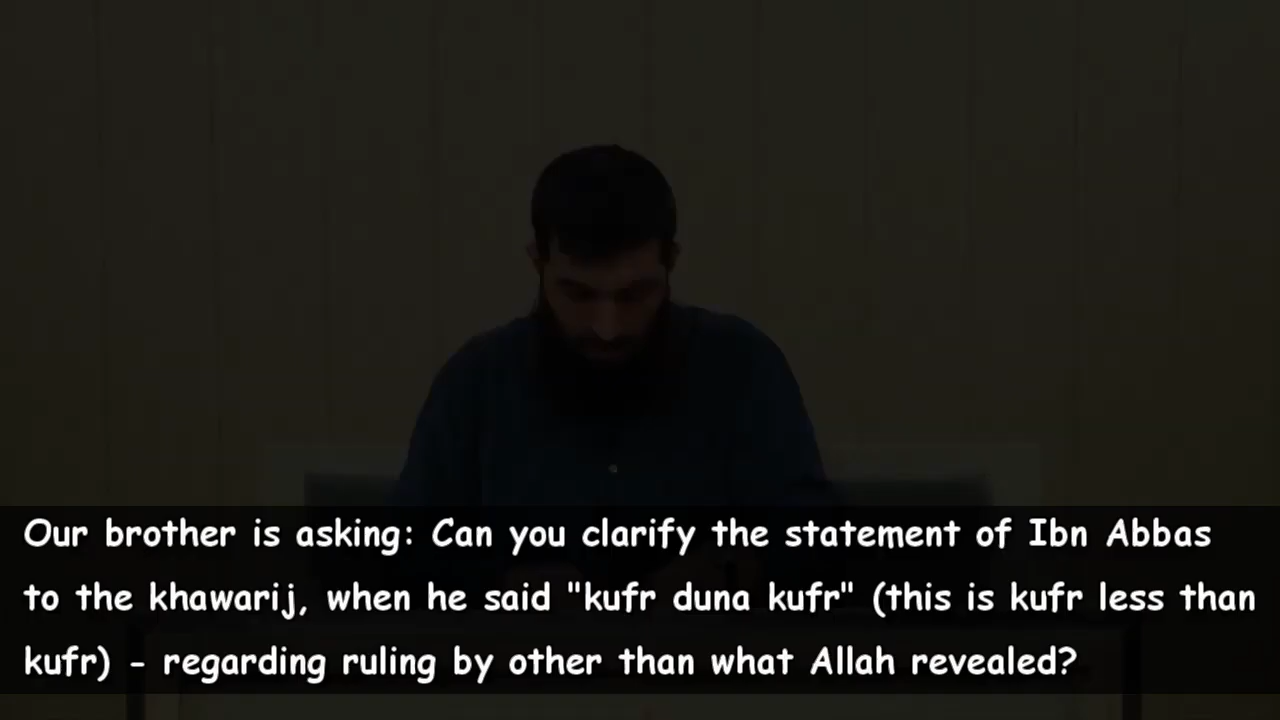 Our brother is asking: Can you clarify the statement of Ibn Abbas
to the khawarij, when he said "kufr duna kufr" (this is kufr less than
kufr) - regarding ruling by other than what Allah revealed?